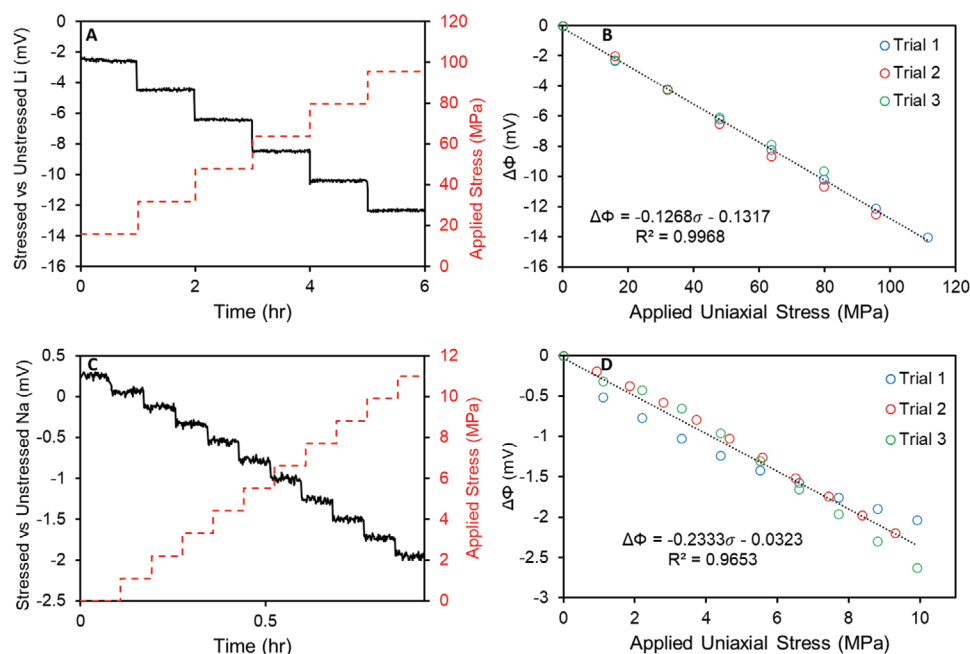 A
Stressed vs Unstressed Li (mV)
0
-2
-4
-6
-8
-10
-12
-14
-16
0
2
4
6
Time (hr)
120
100
80
60
40
20
0
Applied Stress (MPa)
B
ΔΦ (mV)
0
-2
-4
-6
-8
-10
-12
-14
-16
0
20
40
60
80
100
120
Applied Uniaxial Stress (MPa)
Trial 1
Trial 2
Trial 3
ΔΦ = -0.1268σ - 0.1317
R² = 0.9968
C
Stressed vs Unstressed Na (mV)
0.5
0
-0.5
-1.0
-1.5
-2
-2.5
0
0.5
Time (hr)
12
10
8
6
4
2
0
Applied Stress (MPa)
D
ΔΦ (mV)
0
-0.5
-1
-1.5
-2
-2.5
-3
0
2
4
6
8
10
Applied Uniaxial Stress (MPa)
Trial 1
Trial 2
Trial 3
ΔΦ = -0.2333σ - 0.0323
R² = 0.9653